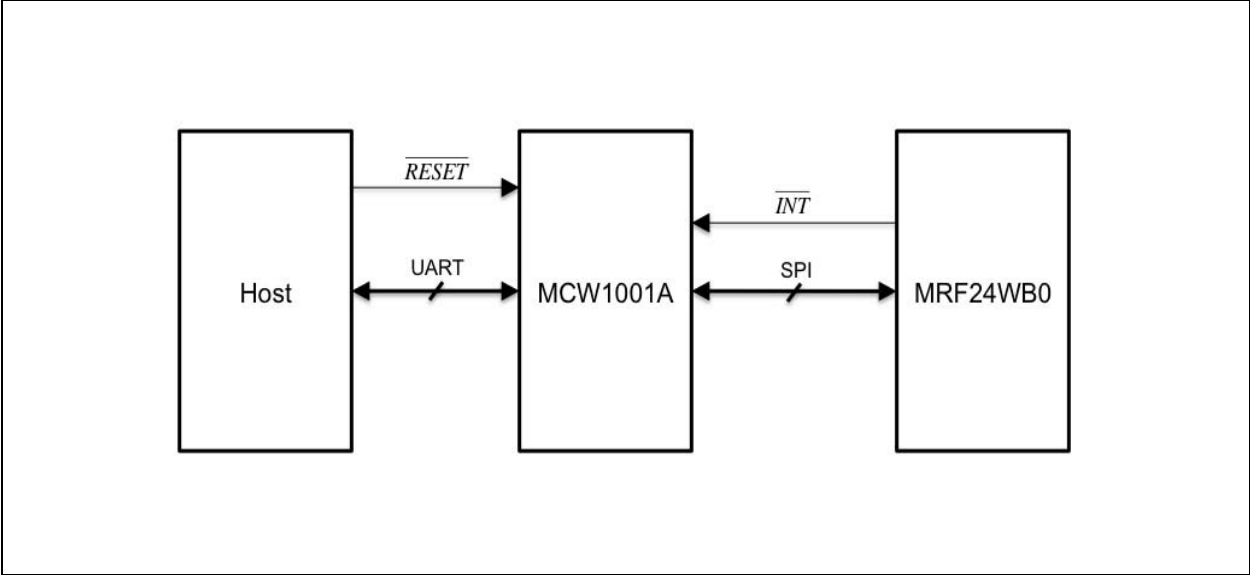 RESET
INT
UART
SPI
Host
MCW1001A
MRF24WB0